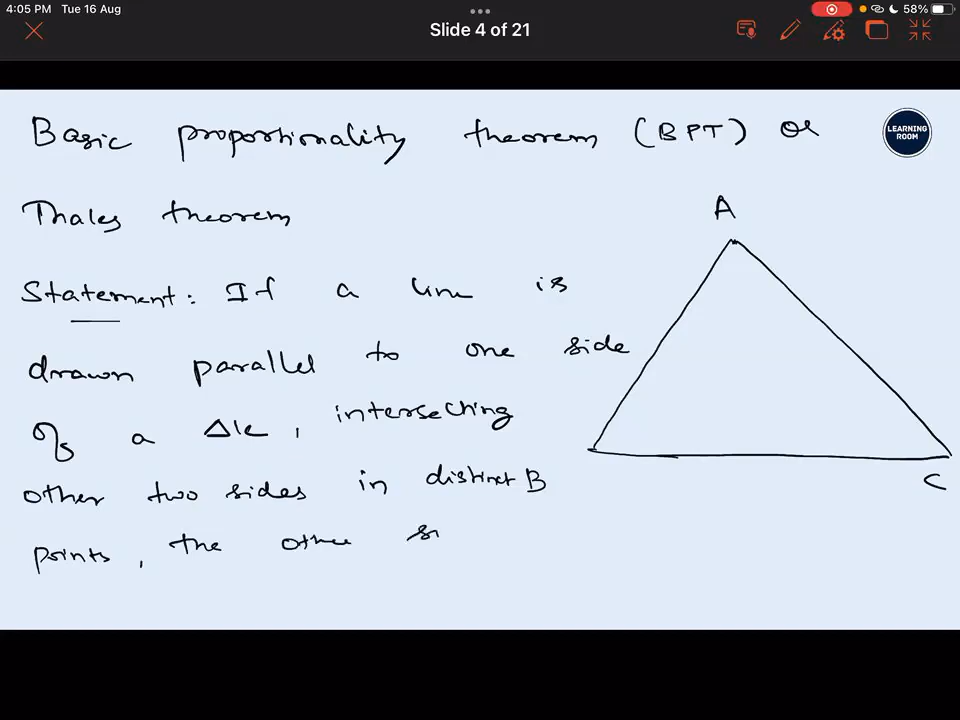 4:05 PM Tue 16 Aug
58%
Slide 4 of 21
Basic proportionality theorem (BPT) or
LEARNING
ROOM
Thales theorem
A
Statement: If a line is
drawn parallel to one side
of a Δle, intersecting
other two sides in distinct B
C
points, the other si